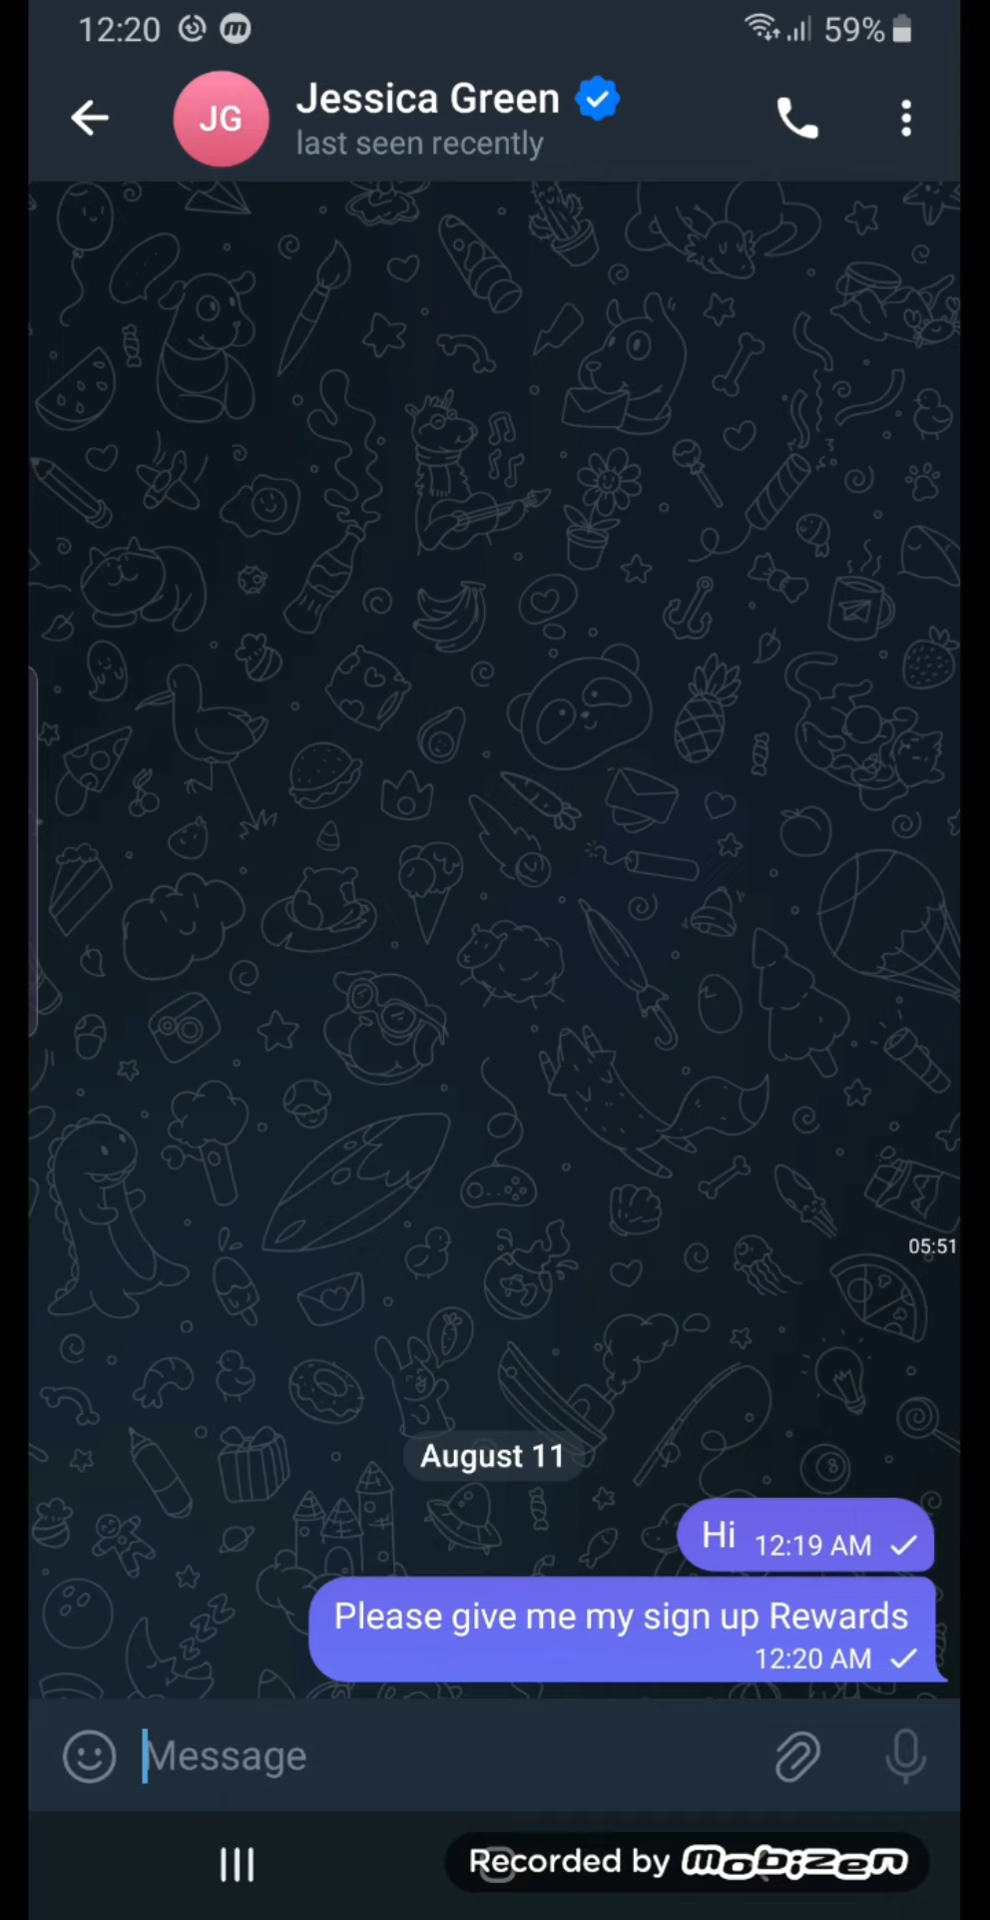 12:20
59%
JG
Jessica Green
last seen recently
05:51
August 11
Hi 12:19 AM
Please give me my sign up Rewards
12:20 AM
Message
Recorded by Mobizen